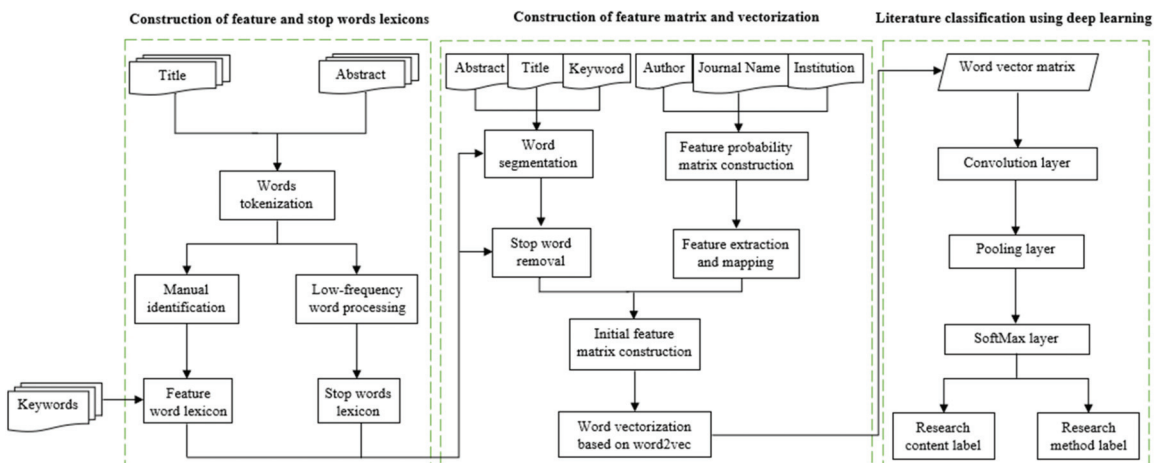 Construction of feature and stop words lexicons
Construction of feature matrix and vectorization
Literature classification using deep learning
Title
Abstract
Words
tokenization
Manual
identification
Low-frequency
word processing
Keywords
Feature
word lexicon
Stop words
lexicon
Abstract
Title
Keyword
Author
Journal Name
Institution
Word
segmentation
Feature probability
matrix construction
Stop word
removal
Feature extraction
and mapping
Initial feature
matrix construction
Word vectorization
based on word2vec
Word vector matrix
Convolution layer
Pooling layer
SoftMax layer
Research
content label
Research
method label